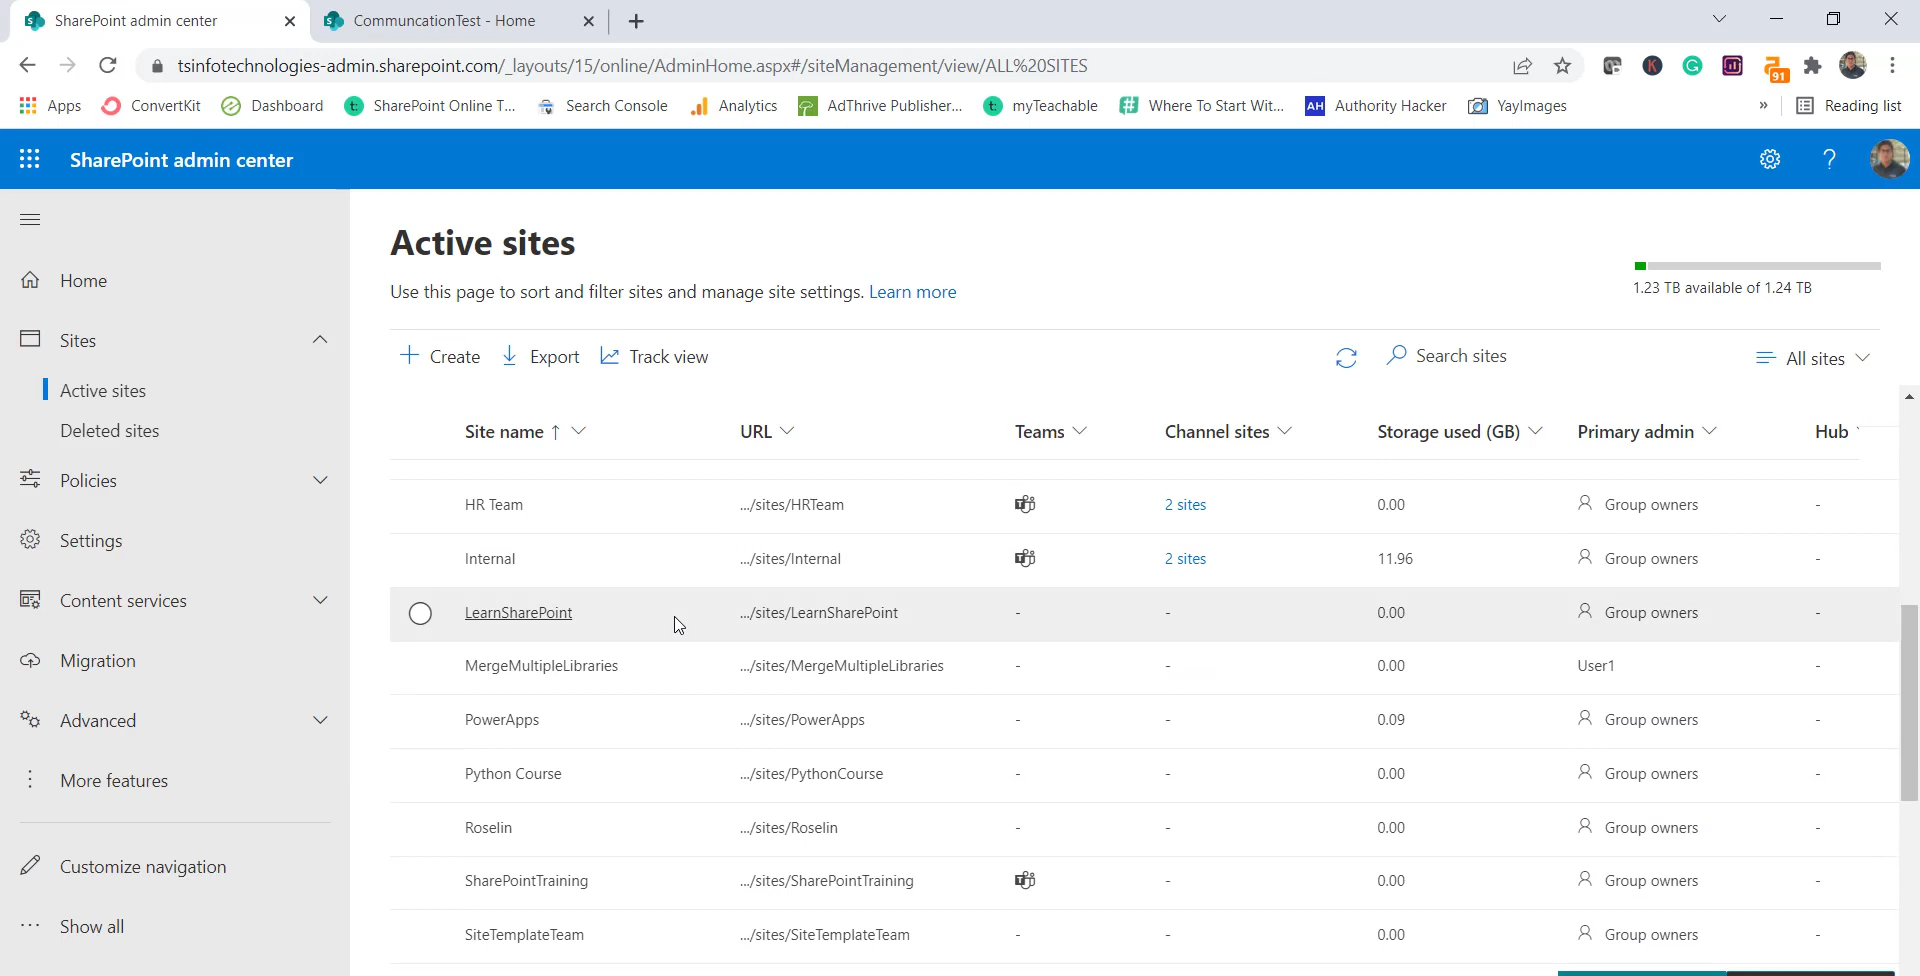 SharePoint admin center
CommuncationTest - Home
tsinfotechnologies-admin.sharepoint.com/_layouts/15/online/AdminHome.aspx#/siteManagement/view/ALL%20SITES
91
Apps ConvertKit Dashboard SharePoint Online T... Search Console Analytics AdThrive Publisher... myTeachable Where To Start Wit... AH Authority Hacker YayImages » Reading list
SharePoint admin center
Home
Sites
Active sites
Deleted sites
Policies
Settings
Content services
Migration
Advanced
More features
Customize navigation
Show all
Active sites
Use this page to sort and filter sites and manage site settings. Learn more
1.23 TB available of 1.24 TB
Create Export Track view Search sites All sites
Site name ↑ URL Teams Channel sites Storage used (GB) Primary admin Hub
HR Team .../sites/HRTeam 2 sites 0.00 Group owners -
Internal .../sites/Internal 2 sites 11.96 Group owners -
LearnSharePoint .../sites/LearnSharePoint - - 0.00 Group owners -
MergeMultipleLibraries .../sites/MergeMultipleLibraries - - 0.00 User1 -
PowerApps .../sites/PowerApps - - 0.09 Group owners -
Python Course .../sites/PythonCourse - - 0.00 Group owners -
Roselin .../sites/Roselin - - 0.00 Group owners -
SharePointTraining .../sites/SharePointTraining - 0.00 Group owners -
SiteTemplateTeam .../sites/SiteTemplateTeam - - 0.00 Group owners -